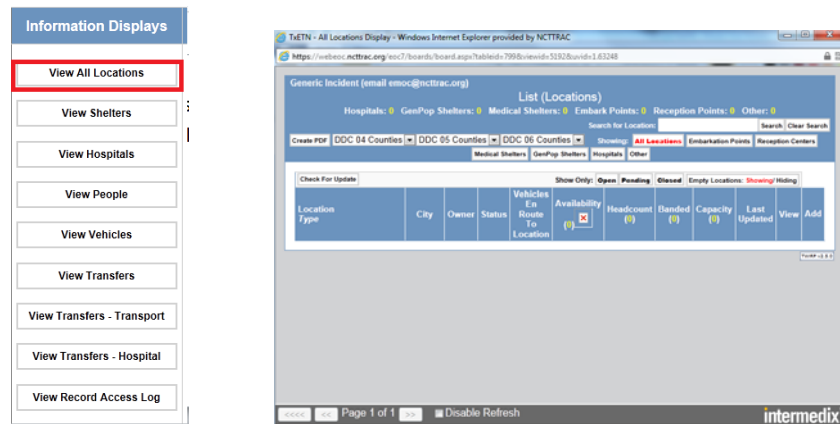 Information Displays
View All Locations
View Shelters
View Hospitals
View People
View Vehicles
View Transfers
View Transfers - Transport
View Transfers - Hospital
View Record Access Log
TxETN - All Locations Display - Windows Internet Explorer provided by NCTTRAC
https://webeoc.ncttrac.org/eoc7/boards/board.aspx?tableid=799&viewid=5192&uvid=1.63248
Generic Incident (email emoc@ncttrac.org)
List (Locations)
Hospitals: 0 GenPop Shelters: 0 Medical Shelters: 0 Embark Points: 0 Reception Points: 0 Other: 0
Search for Location: Search Clear Search
Create PDF DDC 04 Counties DDC 05 Counties DDC 06 Counties Showing: All Locations Embarkation Points Reception Centers
Medical Shelters GenPop Shelters Hospitals Other
Check For Update Show Only: Open Pending Closed Empty Locations: Showing/ Hiding
Location Type City Owner Status Vehicles En Route To Location Availability (0) Headcount (0) Banded (0) Capacity (0) Last Updated View Add
<<<< << Page 1 of 1 >> Disable Refresh
intermedix